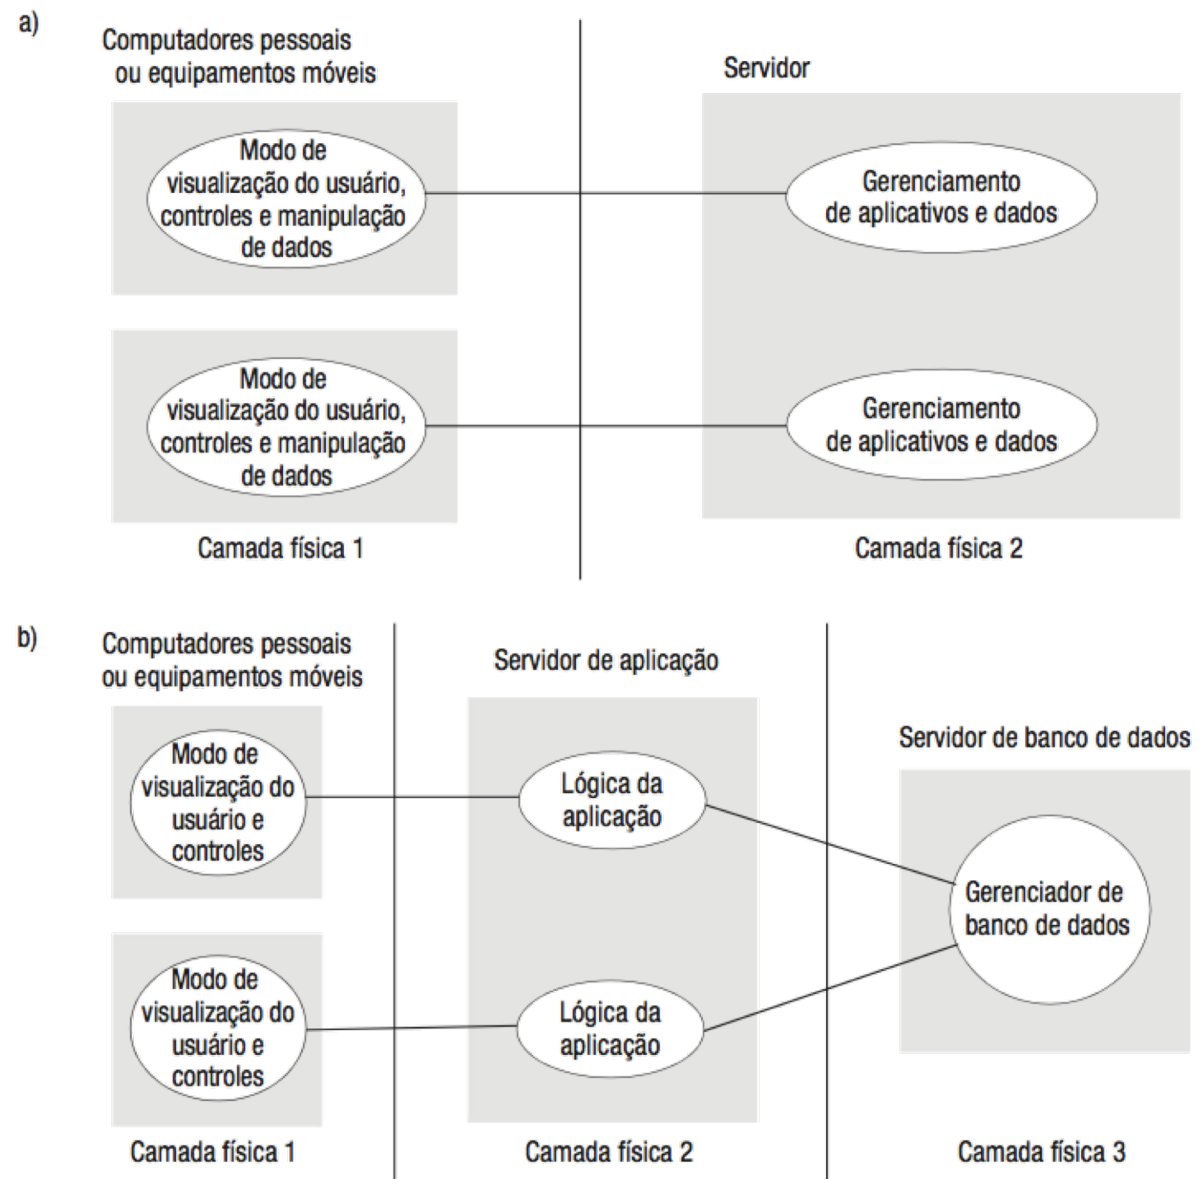 a)
Computadores pessoais
ou equipamentos móveis
Servidor
Modo de
visualização do usuário,
controles e manipulação
de dados
Gerenciamento
de aplicativos e dados
Modo de
visualização do usuário,
controles e manipulação
de dados
Gerenciamento
de aplicativos e dados
Camada física 1
Camada física 2
b)
Computadores pessoais
ou equipamentos móveis
Servidor de aplicação
Servidor de banco de dados
Modo de
visualização do
usuário e
controles
Lógica da
aplicação
Gerenciador de
banco de dados
Modo de
visualização do
usuário e
controles
Lógica da
aplicação
Camada física 1
Camada física 2
Camada física 3